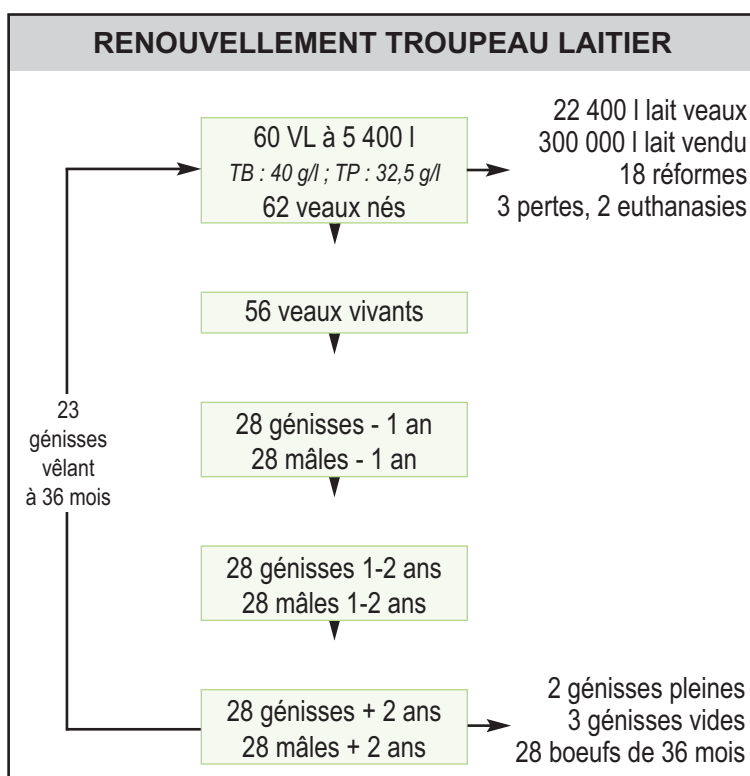 RENOUVELLEMENT TROUPEAU LAITIER
60 VL à 5 400 l
TB : 40 g/l ; TP : 32,5 g/l
62 veaux nés
22 400 l lait veaux
300 000 l lait vendu
18 réformes
3 pertes, 2 euthanasies
56 veaux vivants
23
génisses
vêlant
à 36 mois
28 génisses - 1 an
28 mâles - 1 an
28 génisses 1-2 ans
28 mâles 1-2 ans
28 génisses + 2 ans
28 mâles + 2 ans
2 génisses pleines
3 génisses vides
28 boeufs de 36 mois